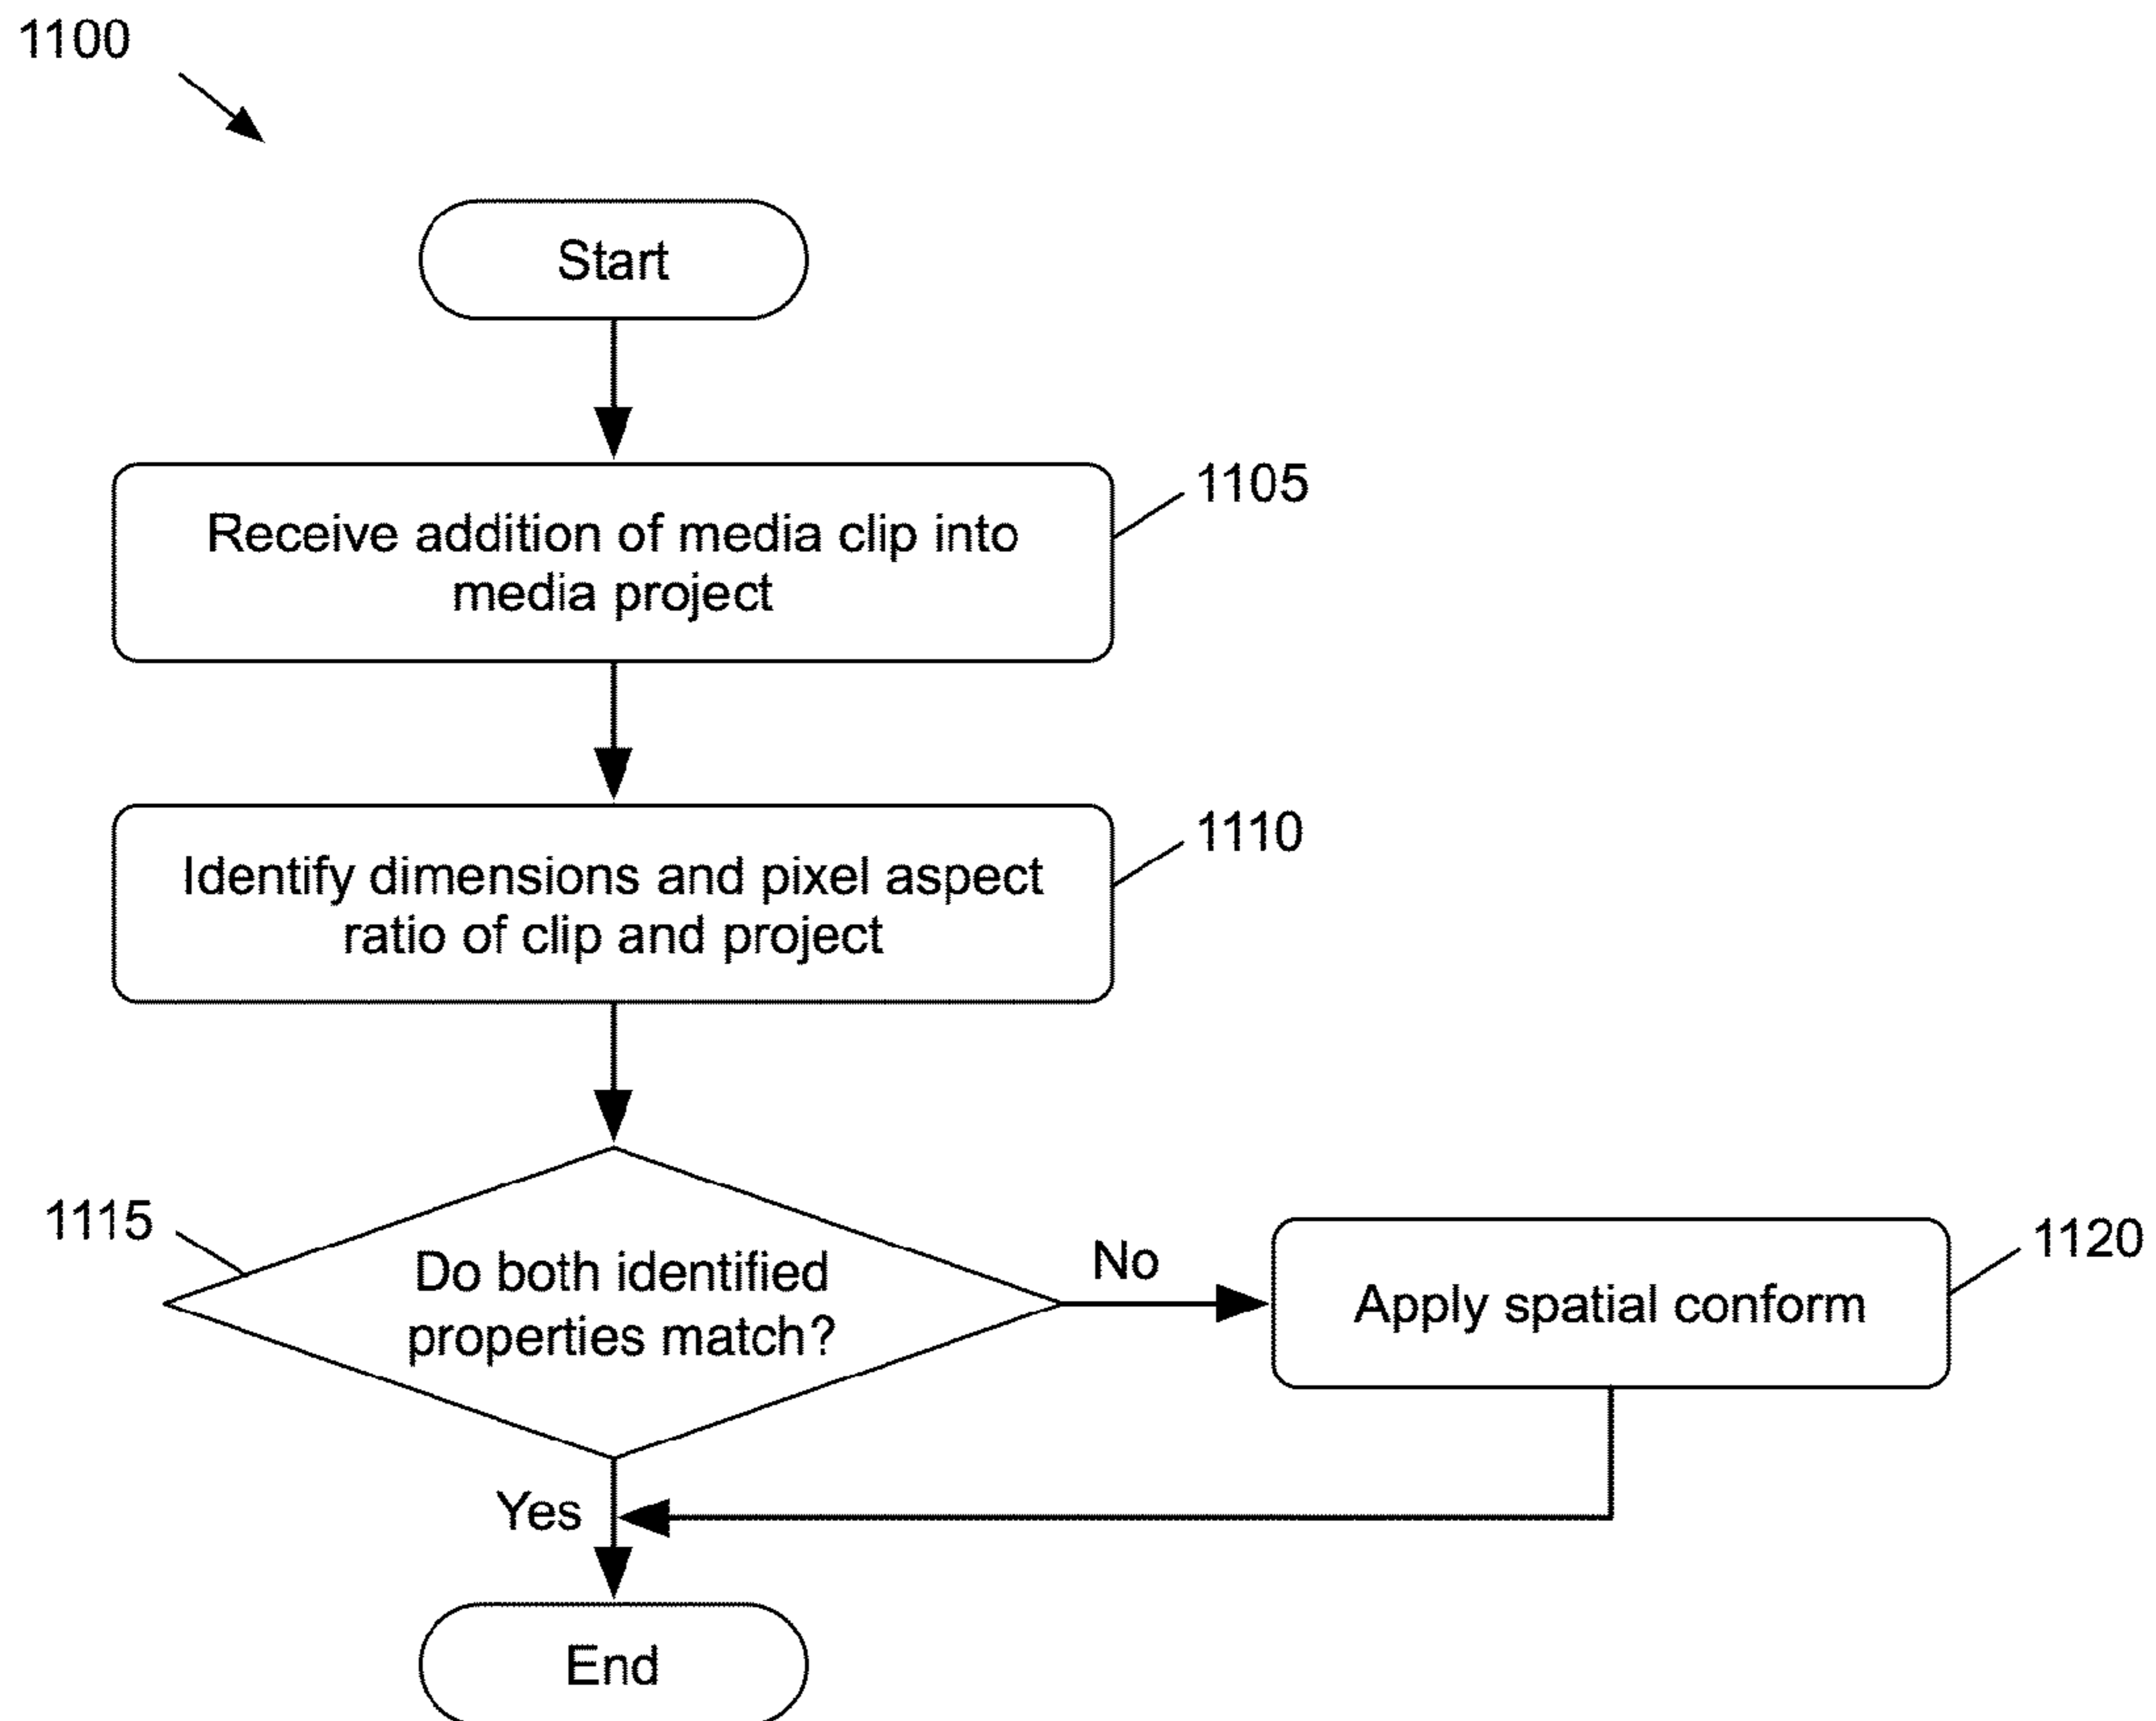 1100
Start
1105
Receive addition of media clip into
media project
1110
Identify dimensions and pixel aspect
ratio of clip and project
1115
Do both identified
properties match?
No
1120
Apply spatial conform
Yes
End